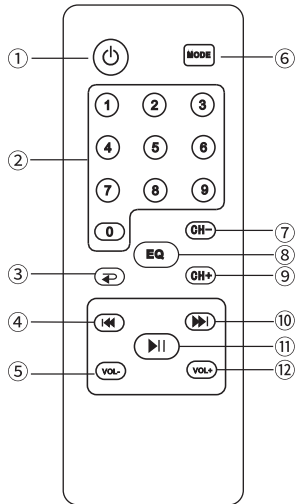 ① MODE ⑥
1 2 3
② 4 5 6
7 8 9
0 CH− ⑦
EQ ⑧
③ CH+ ⑨
④ ⑩
⑪
⑤ VOL- VOL+ ⑫